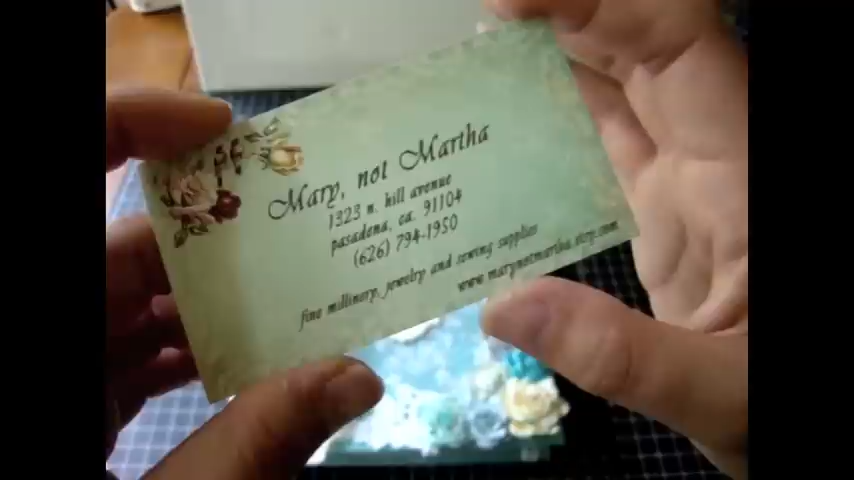 Mary, not Martha
1323 n. hill avenue
pasadena, ca. 91104
(626) 794-1950
fine millinery, jewelry and sewing supplies
www.marynotmartha.etsy.com